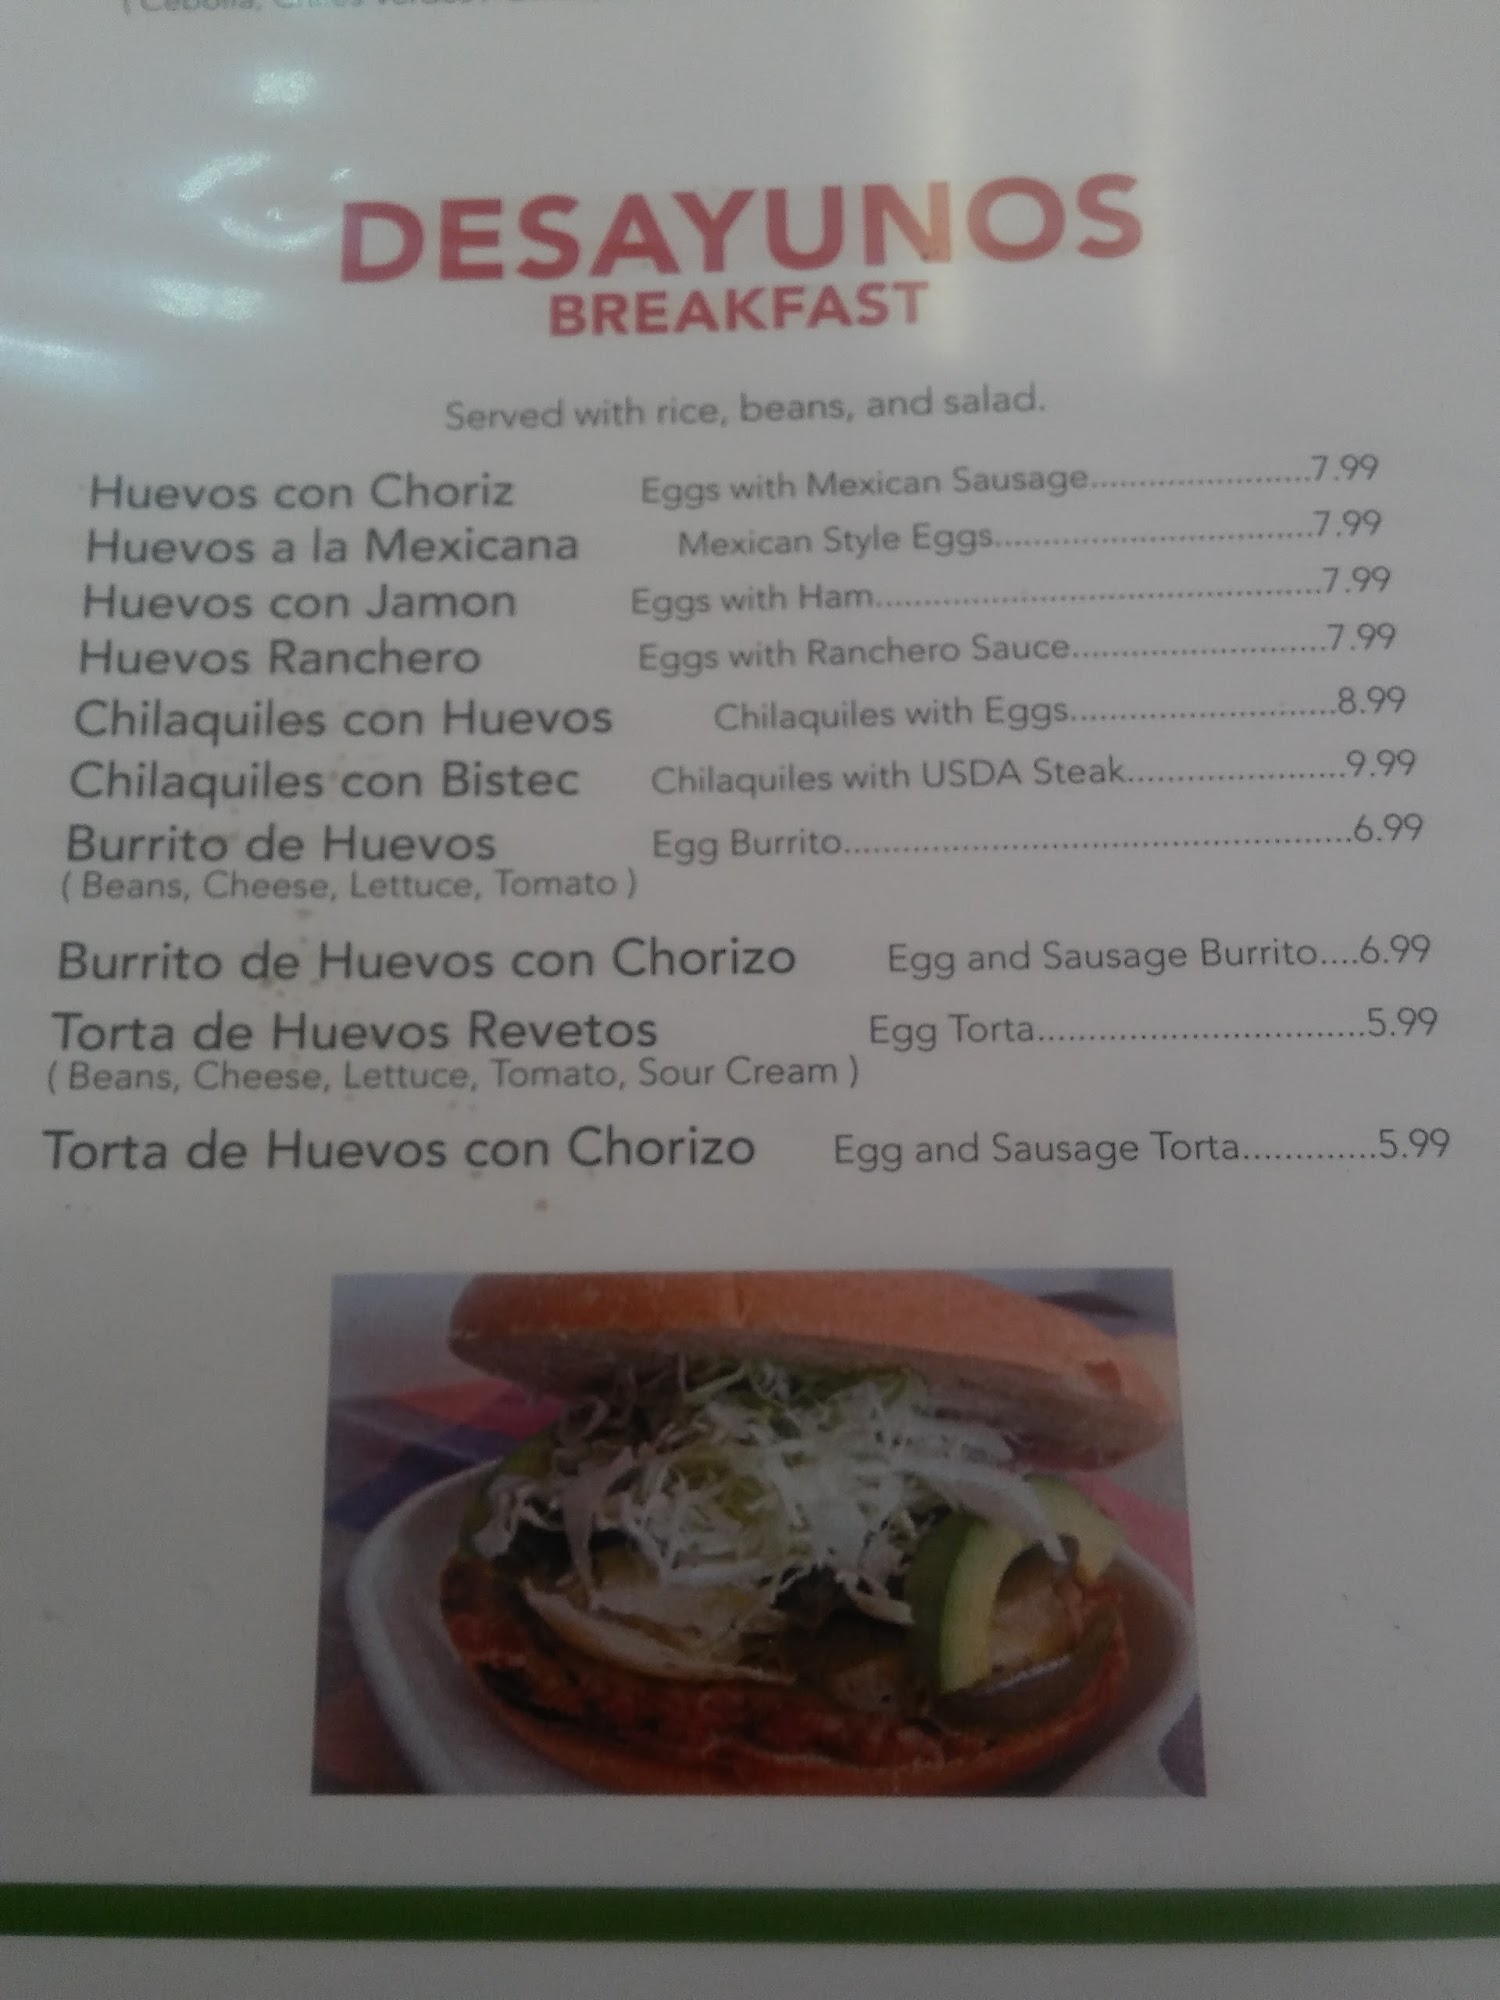 DESAYUNOS
BREAKFAST
Served with rice, beans, and salad.
Huevos con Choriz Eggs with Mexican Sausage.......................7.99
Huevos a la Mexicana Mexican Style Eggs.................................7.99
Huevos con Jamon Eggs with Ham...............................................7.99
Huevos Ranchero Eggs with Ranchero Sauce..........................7.99
Chilaquiles con Huevos Chilaquiles with Eggs...........................8.99
Chilaquiles con Bistec Chilaquiles with USDA Steak......................9.99
Burrito de Huevos Egg Burrito....................................................6.99
( Beans, Cheese, Lettuce, Tomato )
Burrito de Huevos con Chorizo Egg and Sausage Burrito....6.99
Torta de Huevos Revetos Egg Torta.................................5.99
( Beans, Cheese, Lettuce, Tomato, Sour Cream )
Torta de Huevos con Chorizo Egg and Sausage Torta.............5.99